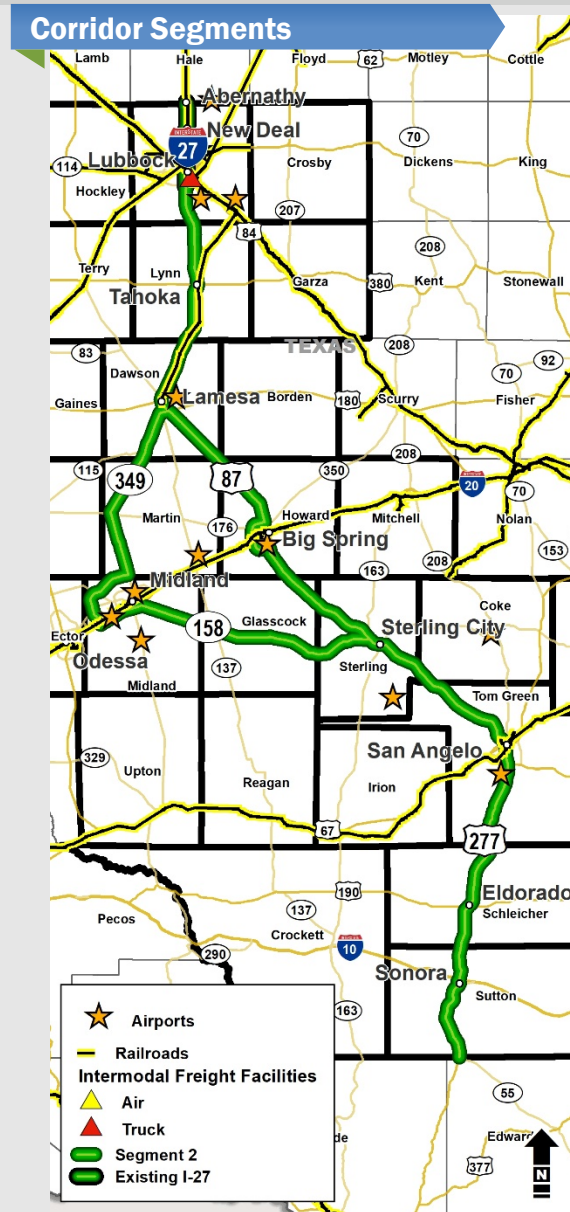 Corridor Segments
Lamb
Hale
Floyd
62
Motley
Cottle
Abernathy
New Deal
INTERSTATE
27
70
Lubbock
114
Crosby
Dickens
King
Hockley
207
84
208
Terry
Lynn
Garza
380
Kent
Stonewall
Tahoka
TEXAS
208
83
92
Dawson
70
Gaines
Lamesa
Borden
180
Scurry
Fisher
208
115
349
87
350
20
70
Martin
176
Howard
Mitchell
Nolan
Big Spring
153
208
163
Midland
Coke
158
Glasscock
Sterling City
Ector
Odessa
137
Sterling
Midland
Tom Green
San Angelo
329
Upton
Reagan
Irion
67
277
190
Eldorado
137
Schleicher
Pecos
Crockett
290
10
Sonora
Sutton
163
Airports
Railroads
Intermodal Freight Facilities
Air
Truck
Segment 2
Existing I-27
55
de
Edward
377
N